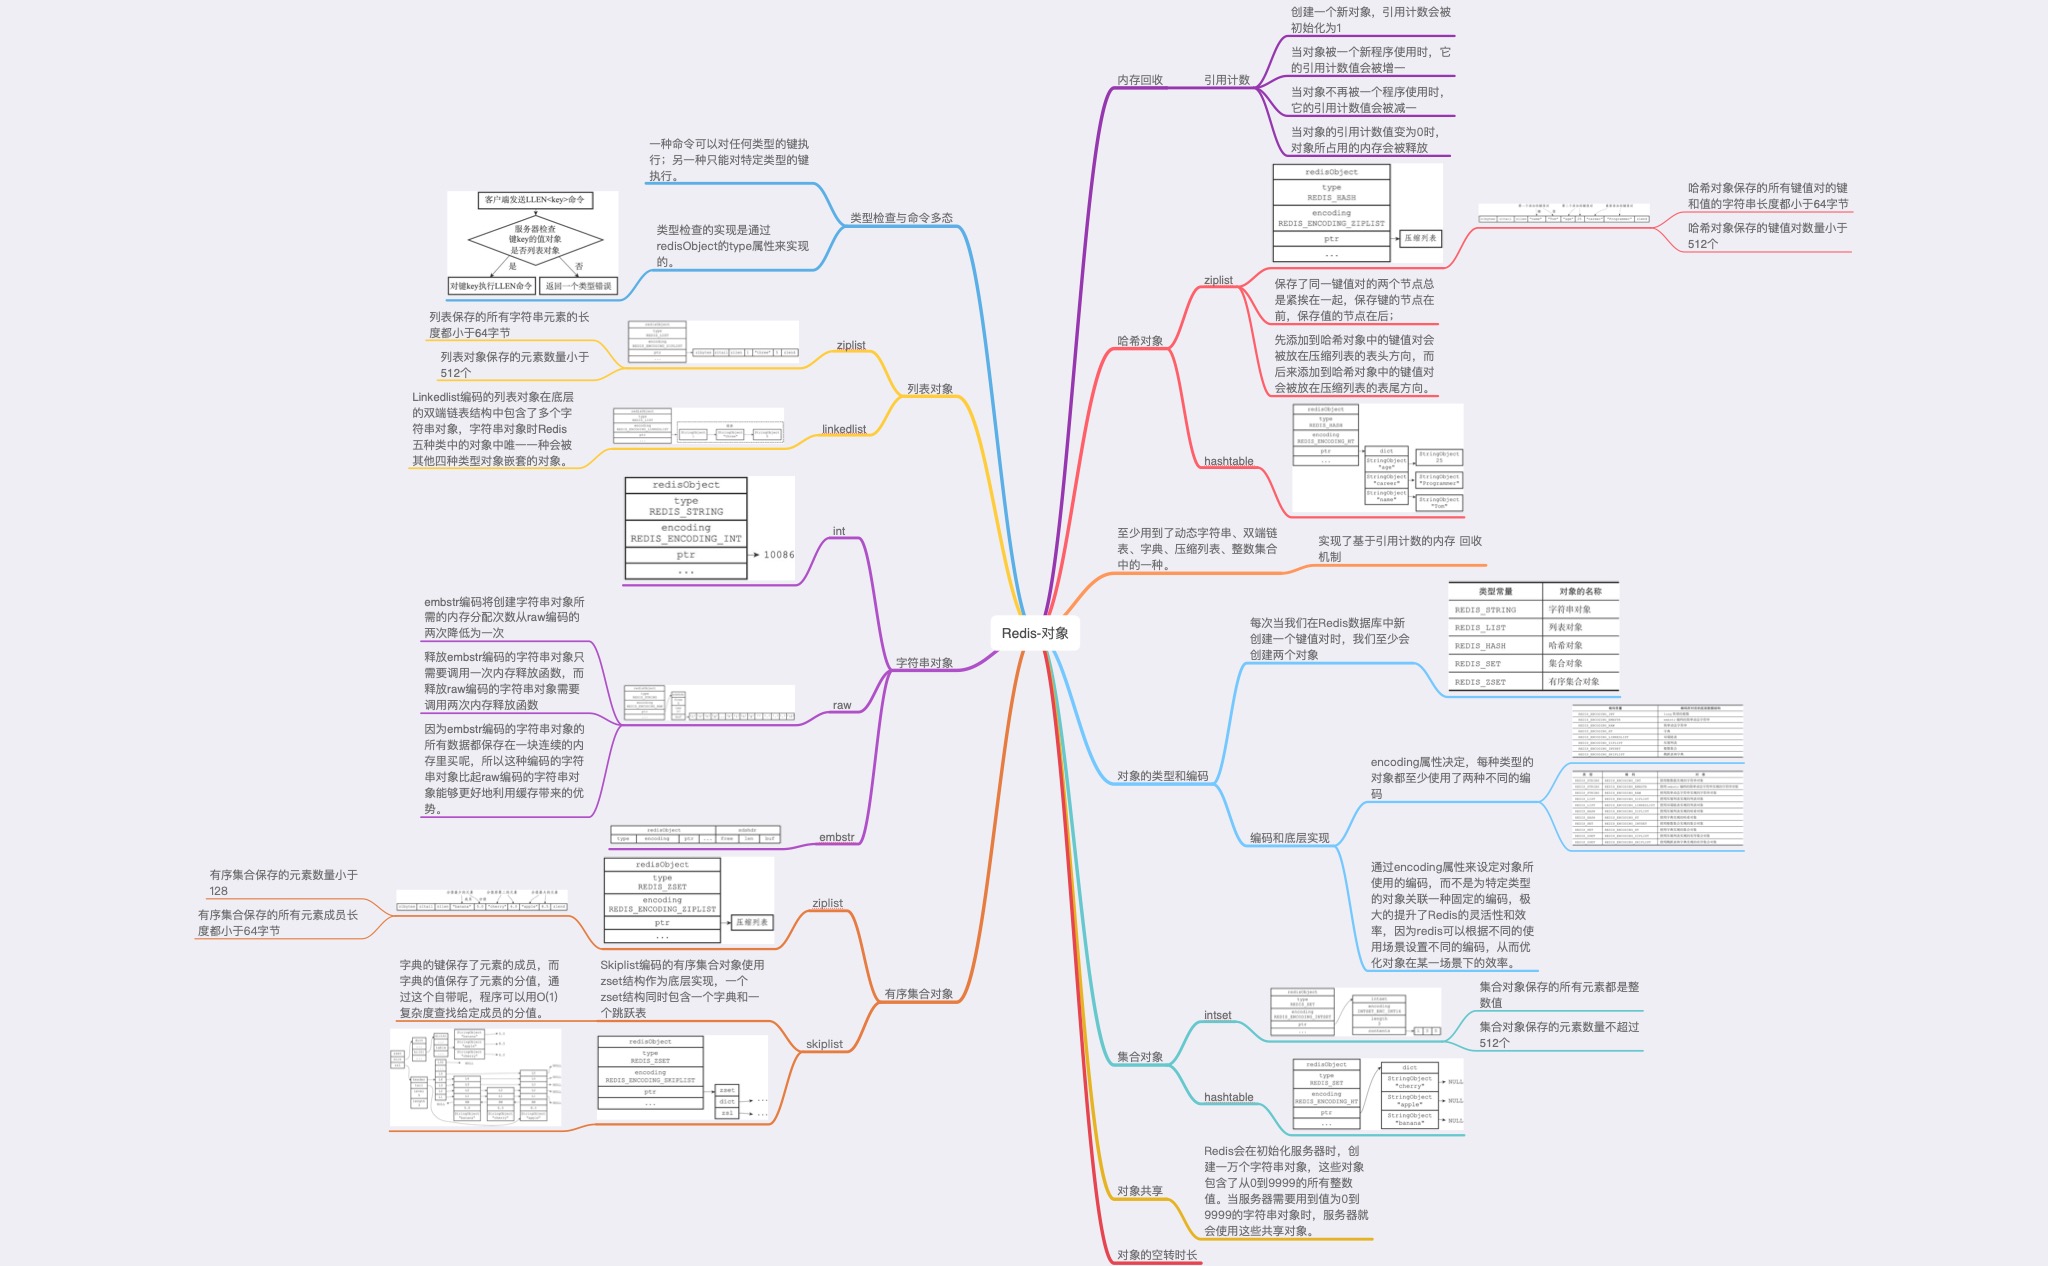 Redis-对象
内存回收
引用计数
创建一个新对象，引用计数会被
初始化为1
当对象被一个新程序使用时，它
的引用计数值会被增一
当对象不再被一个程序使用时，
它的引用计数值会被减一
当对象的引用计数值变为0时，
对象所占用的内存会被释放
哈希对象
ziplist
redisObject
type
REDIS_HASH
encoding
REDIS_ENCODING_ZIPLIST
ptr
...
压缩列表
哈希对象保存的所有键值对的键
和值的字符串长度都小于64字节
哈希对象保存的键值对数量小于
512个
保存了同一键值对的两个节点总
是紧挨在一起，保存键的节点在
前，保存值的节点在后；
先添加到哈希对象中的键值对会
被放在压缩列表的表头方向，而
后来添加到哈希对象中的键值对
会被放在压缩列表的表尾方向。
hashtable
redisObject
type
REDIS_HASH
encoding
REDIS_ENCODING_HT
ptr
...
dict
StringObject
"age"
StringObject
"career"
StringObject
"name"
StringObject
25
StringObject
"Programmer"
StringObject
"Tom"
至少用到了动态字符串、双端链
表、字典、压缩列表、整数集合
中的一种。
实现了基于引用计数的内存 回收
机制
对象的类型和编码
每次当我们在Redis数据库中新
创建一个键值对时，我们至少会
创建两个对象
类型常量 对象的名称
REDIS_STRING 字符串对象
REDIS_LIST 列表对象
REDIS_HASH 哈希对象
REDIS_SET 集合对象
REDIS_ZSET 有序集合对象
编码和底层实现
encoding属性决定，每种类型的
对象都至少使用了两种不同的编
码
通过encoding属性来设定对象所
使用的编码，而不是为特定类型
的对象关联一种固定的编码，极
大的提升了Redis的灵活性和效
率，因为redis可以根据不同的使
用场景设置不同的编码，从而优
化对象在某一场景下的效率。
集合对象
intset
redisObject
type
REDIS_SET
encoding
REDIS_ENCODING_INTSET
ptr
...
intset
encoding
INTSET_ENC_INT16
length
contents
集合对象保存的所有元素都是整
数值
集合对象保存的元素数量不超过
512个
hashtable
redisObject
type
REDIS_SET
encoding
REDIS_ENCODING_HT
ptr
...
dict
StringObject
"cherry"
StringObject
"apple"
StringObject
"banana"
NULL
NULL
NULL
对象共享
Redis会在初始化服务器时，创
建一万个字符串对象，这些对象
包含了从0到9999的所有整数
值。当服务器需要用到值为0到
9999的字符串对象时，服务器就
会使用这些共享对象。
对象的空转时长
类型检查与命令多态
一种命令可以对任何类型的键执
行；另一种只能对特定类型的键
执行。
类型检查的实现是通过
redisObject的type属性来实现
的。
客户端发送LLEN<key>命令
服务器检查
键key的值对象
是否列表对象
是
否
对键key执行LLEN命令
返回一个类型错误
列表对象
ziplist
列表保存的所有字符串元素的长
度都小于64字节
列表对象保存的元素数量小于
512个
linkedlist
Linkedlist编码的列表对象在底层
的双端链表结构中包含了多个字
符串对象，字符串对象时Redis
五种类中的对象中唯一一种会被
其他四种类型对象嵌套的对象。
字符串对象
int
redisObject
type
REDIS_STRING
encoding
REDIS_ENCODING_INT
ptr
...
10086
raw
embstr编码将创建字符串对象所
需的内存分配次数从raw编码的
两次降低为一次
释放embstr编码的字符串对象只
需要调用一次内存释放函数，而
释放raw编码的字符串对象需要
调用两次内存释放函数
因为embstr编码的字符串对象的
所有数据都保存在一块连续的内
存里买呢，所以这种编码的字符
串对象比起raw编码的字符串对
象能够更好地利用缓存带来的优
势。
embstr
redisObject sdshdr
type encoding ptr ... free len buf
有序集合对象
ziplist
redisObject
type
REDIS_ZSET
encoding
REDIS_ENCODING_ZIPLIST
ptr
...
压缩列表
有序集合保存的元素数量小于
128
有序集合保存的所有元素成员长
度都小于64字节
skiplist
Skiplist编码的有序集合对象使用
zset结构作为底层实现，一个
zset结构同时包含一个字典和一
个跳跃表
字典的键保存了元素的成员，而
字典的值保存了元素的分值，通
过这个自带呢，程序可以用O(1)
复杂度查找给定成员的分值。
redisObject
type
REDIS_ZSET
encoding
REDIS_ENCODING_SKIPLIST
ptr
...
zset
dict
zsl
...
...